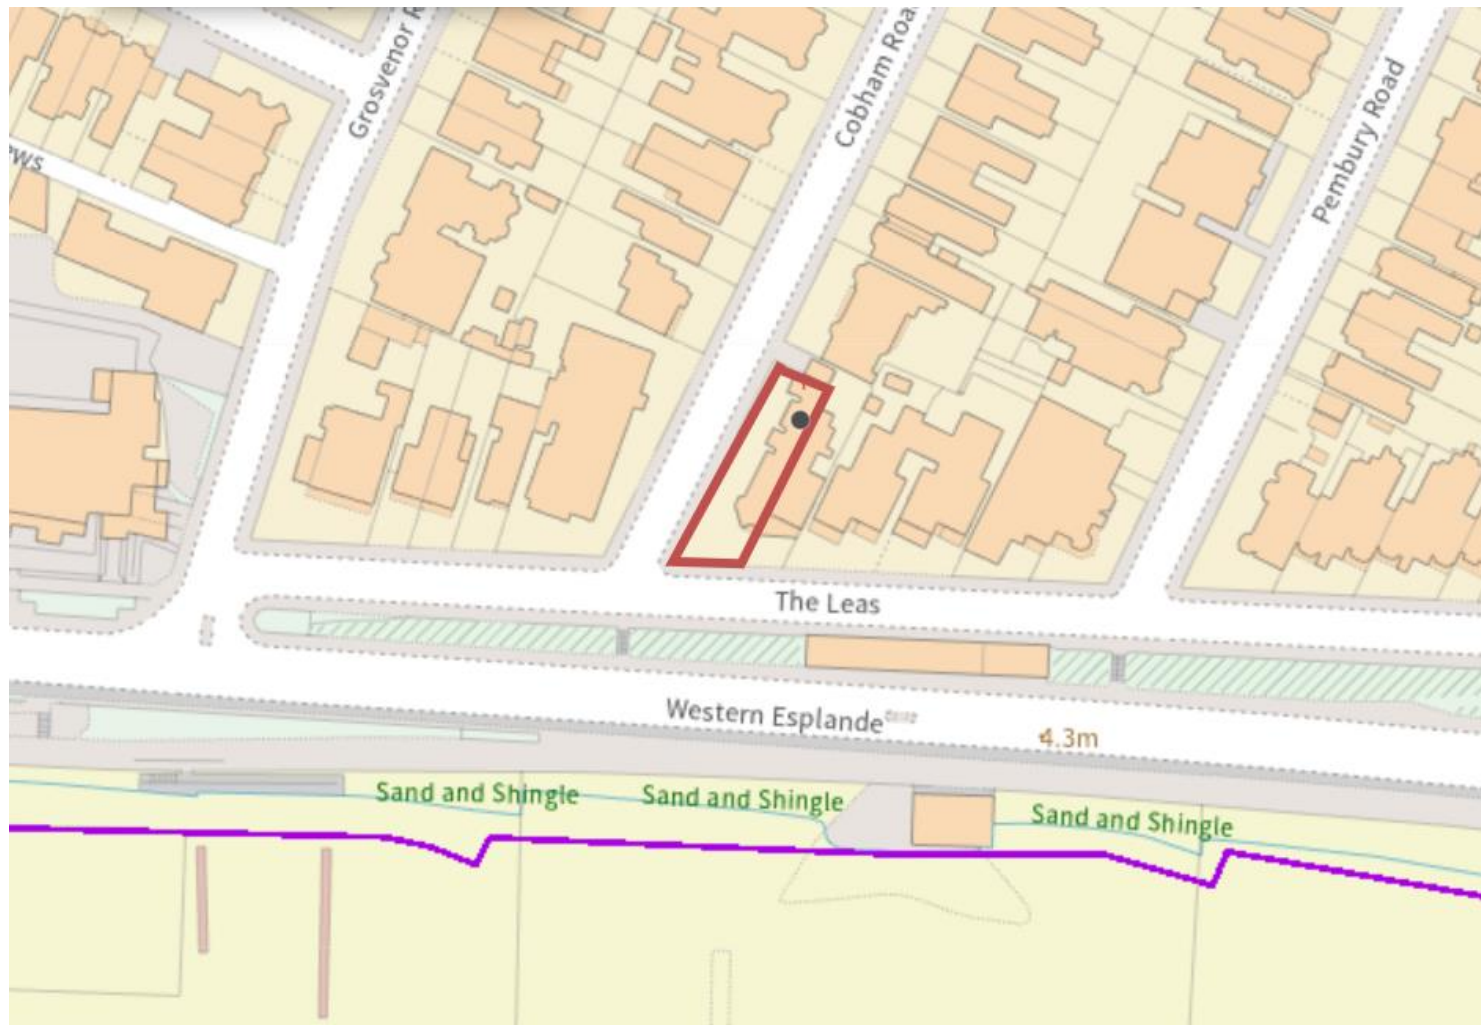 Grosvenor R
Cobham Roa
Pembury Road
ws
The Leas
Western Esplande
4.3m
Sand and Shingle
Sand and Shingle
Sand and Shingle